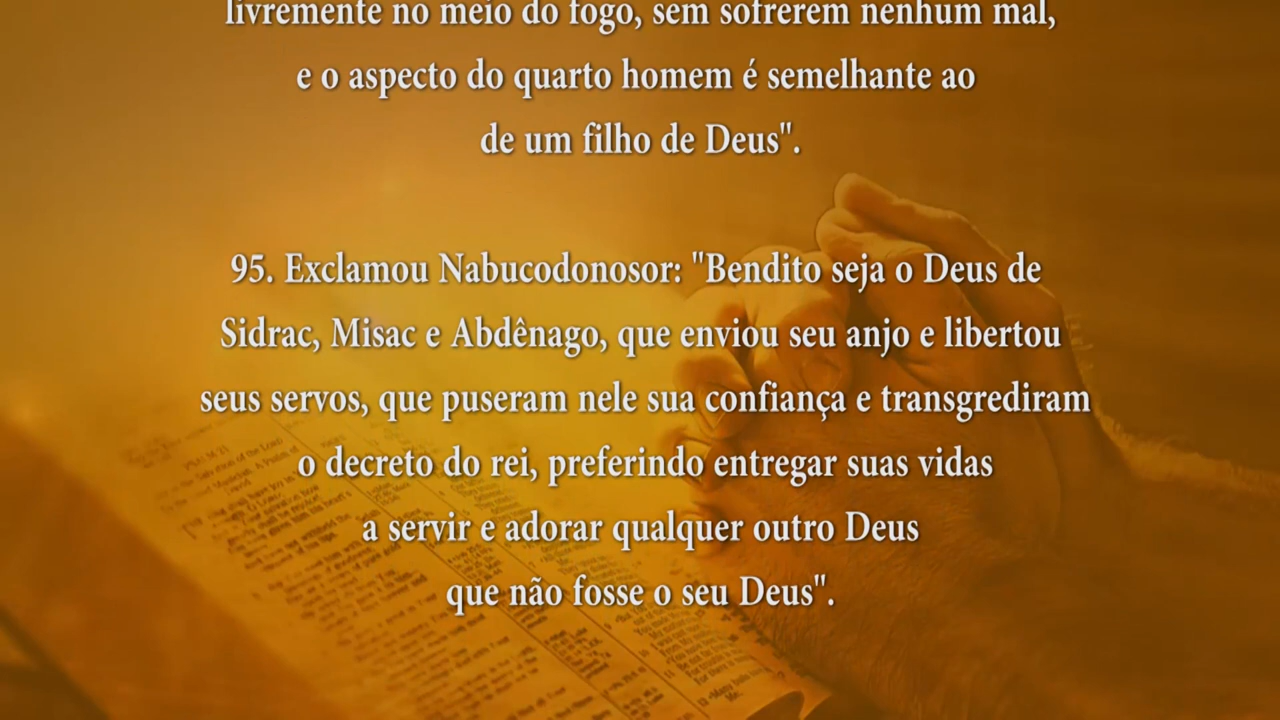 livremente no meio do fogo, sem sofrerem nenhum mal,
e o aspecto do quarto homem é semelhante ao
de um filho de Deus".
95. Exclamou Nabucodonosor: "Bendito seja o Deus de
Sidrac, Misac e Abdênago, que enviou seu anjo e libertou
seus servos, que puseram nele sua confiança e transgrediram
o decreto do rei, preferindo entregar suas vidas
a servir e adorar qualquer outro Deus
que não fosse o seu Deus".